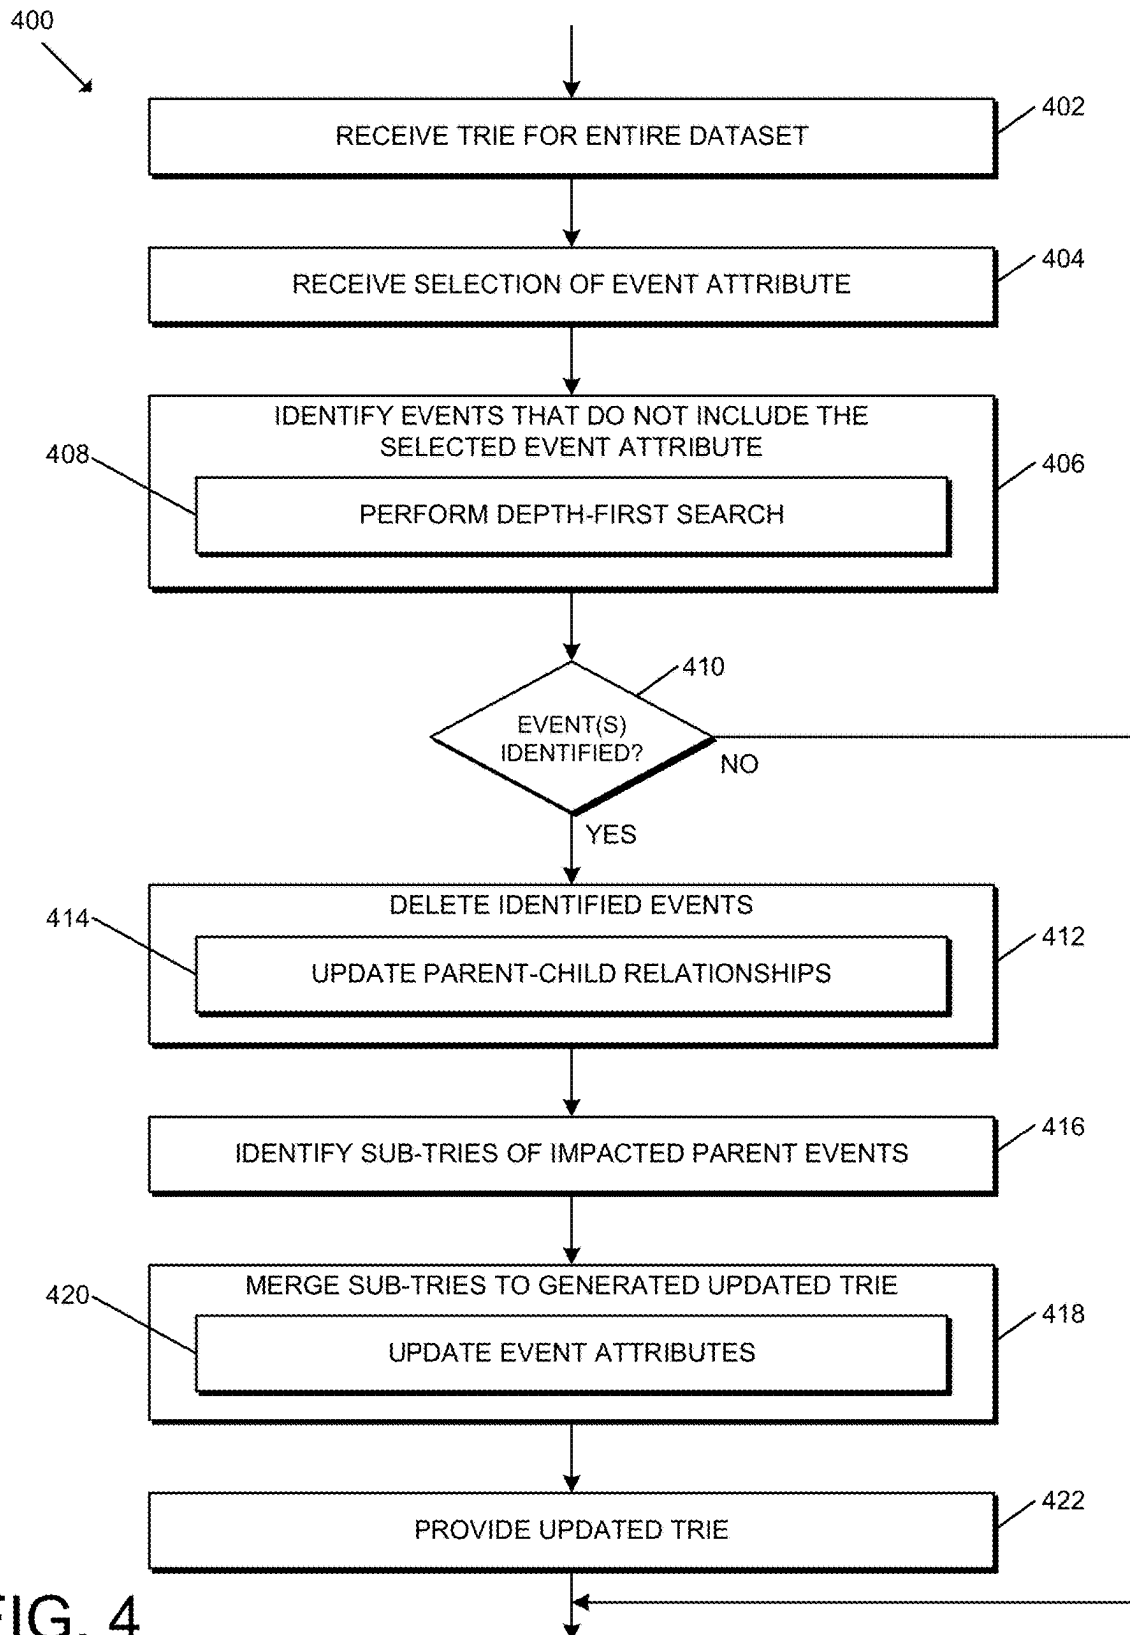 400
RECEIVE TRIE FOR ENTIRE DATASET
402
RECEIVE SELECTION OF EVENT ATTRIBUTE
404
IDENTIFY EVENTS THAT DO NOT INCLUDE THE
SELECTED EVENT ATTRIBUTE
408
406
PERFORM DEPTH-FIRST SEARCH
410
EVENT(S)
IDENTIFIED?
NO
YES
DELETE IDENTIFIED EVENTS
414
412
UPDATE PARENT-CHILD RELATIONSHIPS
IDENTIFY SUB-TRIES OF IMPACTED PARENT EVENTS
416
MERGE SUB-TRIES TO GENERATED UPDATED TRIE
420
418
UPDATE EVENT ATTRIBUTES
PROVIDE UPDATED TRIE
422
FIG. 4